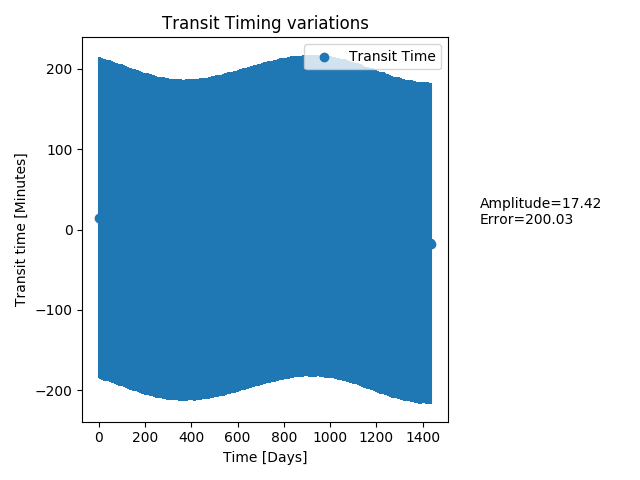 Transit Timing variations
Transit Time
200
100
0
−100
−200
Transit time [Minutes]
0 200 400 600 800 1000 1200 1400
Time [Days]
Amplitude=17.42
Error=200.03